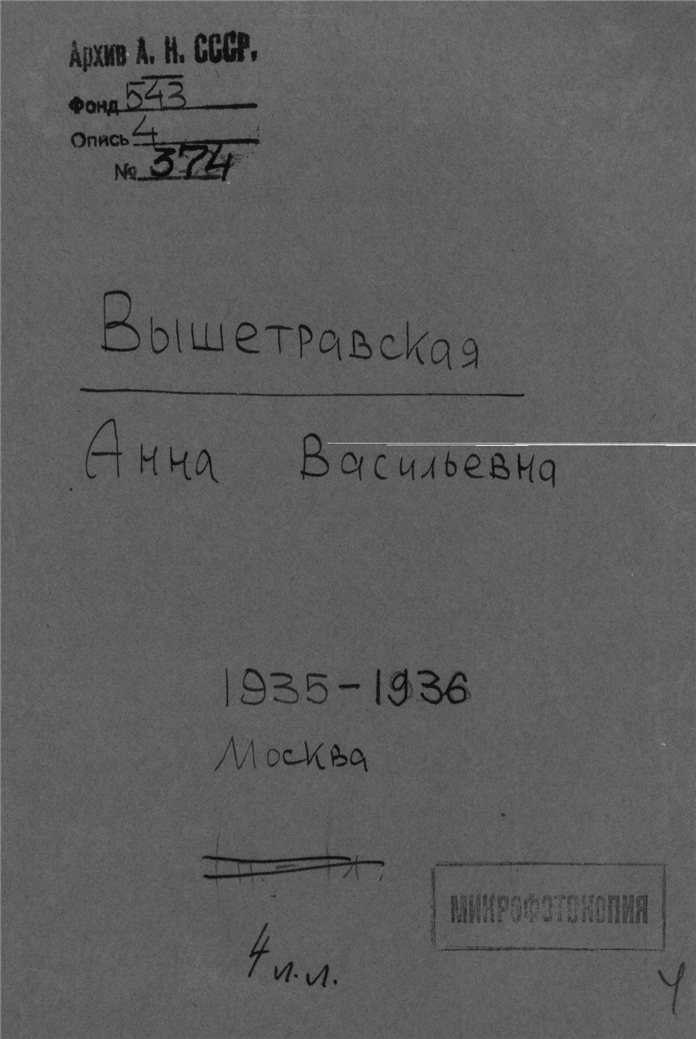 Архив А. Н. СССР.
Фонд 543
Опись 4
№ 374
Вышетравская
Анна Васильевна
1935-1936
Москва
4 л.л.
МИКРОФОТОКОПИЯ